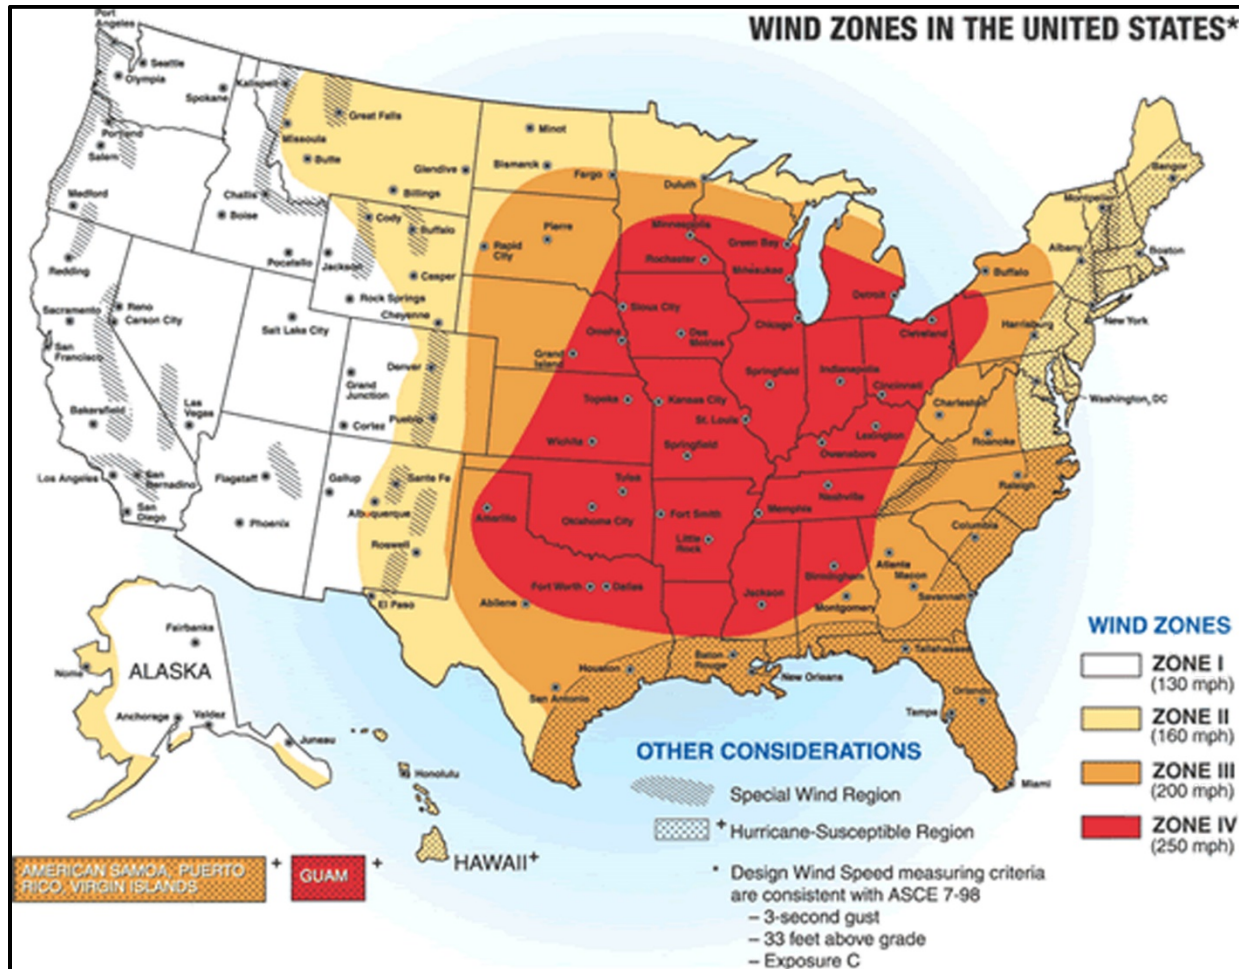 WIND ZONES IN THE UNITED STATES*
Port
Angeles
Seattle
Olympia
Spokane
Kalispell
Great Falls
Missoula
Butte
Glendive
Billings
Minot
Bismarck
Fargo
Duluth
Portland
Salem
Medford
Challis
Boise
Pocatello
Jackson
Cody
Buffalo
Casper
Rock Springs
Cheyenne
Rapid
City
Pierre
Minneapolis
Rochester
Green Bay
Milwaukee
Detroit
Buffalo
Albany
Montpelier
Bangor
Boston
New York
Harrisburg
Washington, DC
Redding
Sacramento
San
Francisco
Reno
Carson City
Salt Lake City
Grand
Junction
Cortez
Denver
Pueblo
Grand
Island
Omaha
Sioux City
Des
Moines
Chicago
Cleveland
Springfield
Indianapolis
Cincinnati
Charleston
Roanoke
Raleigh
Bakersfield
Las
Vegas
Los Angeles
San
Bernadino
San
Diego
Flagstaff
Phoenix
Gallup
Sante Fe
Albuquerque
Roswell
El Paso
Topeka
Kansas City
St. Louis
Wichita
Springfield
Lexington
Owensboro
Tulsa
Amarillo
Oklahoma City
Fort Smith
Little
Rock
Memphis
Nashville
Columbia
Atlanta
Macon
Savannah
Birmingham
Montgomery
Jackson
Fort Worth
Dallas
Abilene
Houston
San Antonio
Baton
Rouge
New Orleans
Tallahassee
Orlando
Tampa
Miami
Fairbanks
ALASKA
Nome
Anchorage
Valdez
Juneau
Honolulu
HAWAII+
AMERICAN SAMOA, PUERTO
RICO, VIRGIN ISLANDS
+
GUAM
+
OTHER CONSIDERATIONS
Special Wind Region
+ Hurricane-Susceptible Region
* Design Wind Speed measuring criteria
are consistent with ASCE 7-98
– 3-second gust
– 33 feet above grade
– Exposure C
WIND ZONES
ZONE I
(130 mph)
ZONE II
(160 mph)
ZONE III
(200 mph)
ZONE IV
(250 mph)